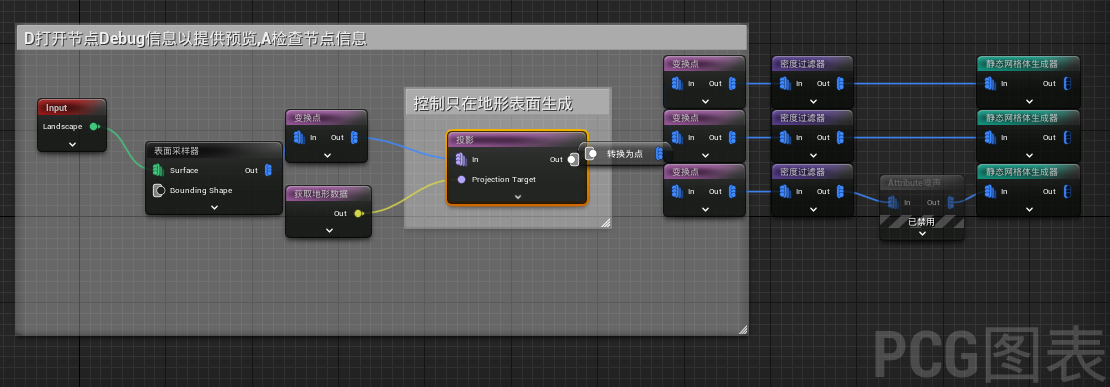 D打开节点Debug信息以提供预览,A检查节点信息
Input
Landscape
表面采样器
Surface Out
Bounding Shape
变换点
In Out
获取地形数据
Out
控制只在地形表面生成
投影
In Out
Projection Target
转换为点
变换点
In Out
密度过滤器
In Out
静态网格体生成器
In Out
变换点
In Out
密度过滤器
In Out
静态网格体生成器
In Out
变换点
In Out
密度过滤器
In Out
Attribute噪声
In Out
已禁用
静态网格体生成器
In Out
PCG图表